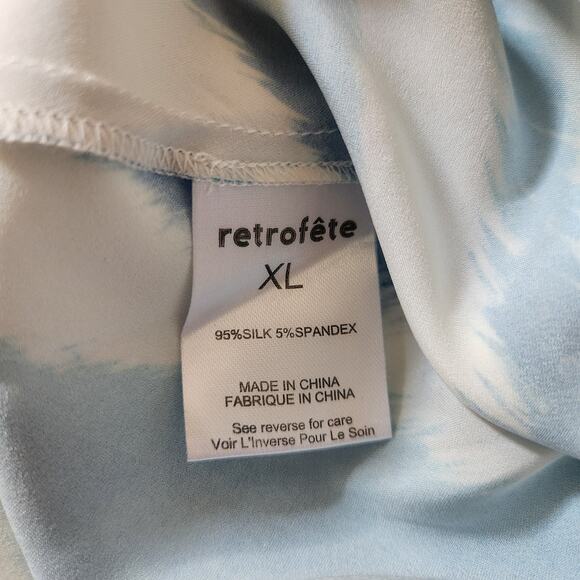 retrofête
XL
95%SILK 5%SPANDEX
MADE IN CHINA
FABRIQUE IN CHINA
See reverse for care
Voir L'Inverse Pour Le Soin